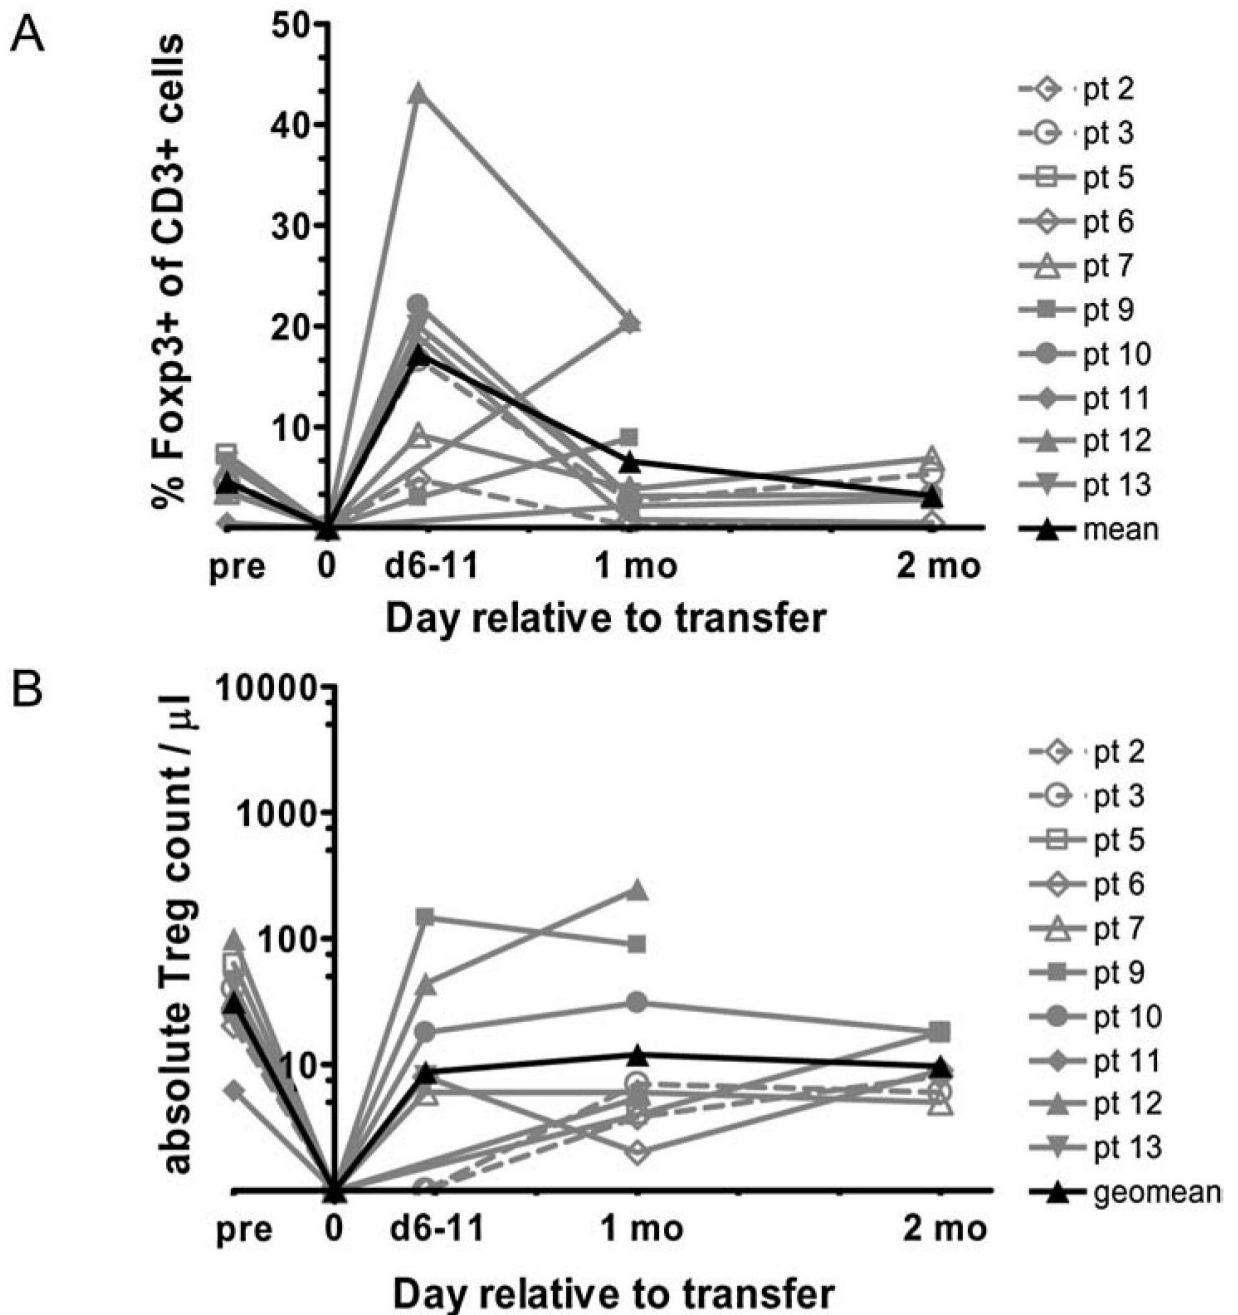 A
% Foxp3+ of CD3+ cells
50
40
30
20
10
pre 0 d6-11 1 mo 2 mo
Day relative to transfer
pt 2
pt 3
pt 5
pt 6
pt 7
pt 9
pt 10
pt 11
pt 12
pt 13
mean
B
absolute Treg count / μl
10000
1000
100
10
pre 0 d6-11 1 mo 2 mo
Day relative to transfer
pt 2
pt 3
pt 5
pt 6
pt 7
pt 9
pt 10
pt 11
pt 12
pt 13
geomean